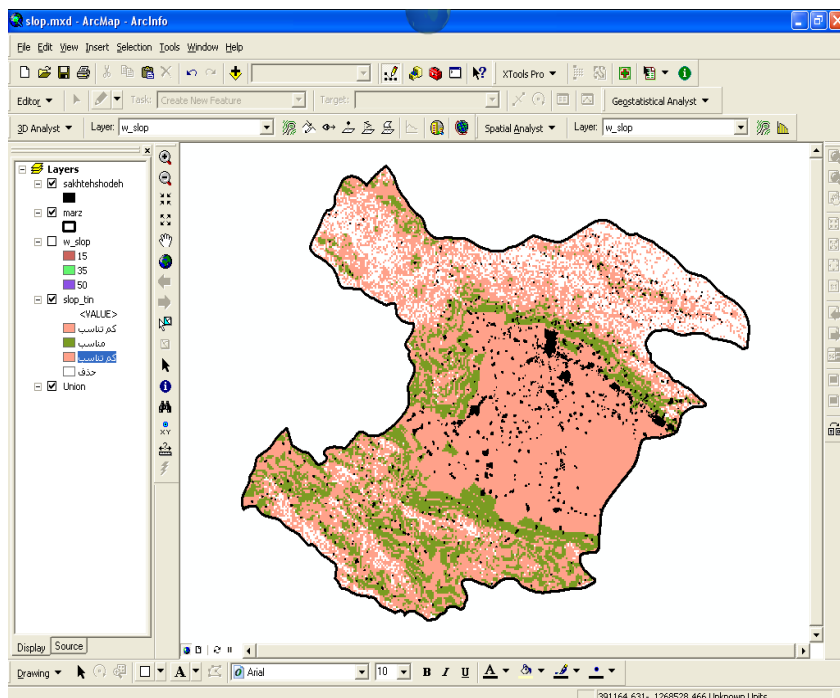 slop.mxd - ArcMap - ArcInfo
File Edit View Insert Selection Tools Window Help
XTools Pro
Editor Task: Create New Feature Target: Geostatistical Analyst
3D Analyst Layer: w_slop Spatial Analyst Layer: w_slop
Layers
sakhtehshodeh
marz
w_slop
15
35
50
slop_tin
<VALUE>
کم تناسب
مناسب
کم تناسب
حذف
Union
Display Source
Drawing A Arial 10 B I U A
391164.631 -1268528.466 Unknown Units